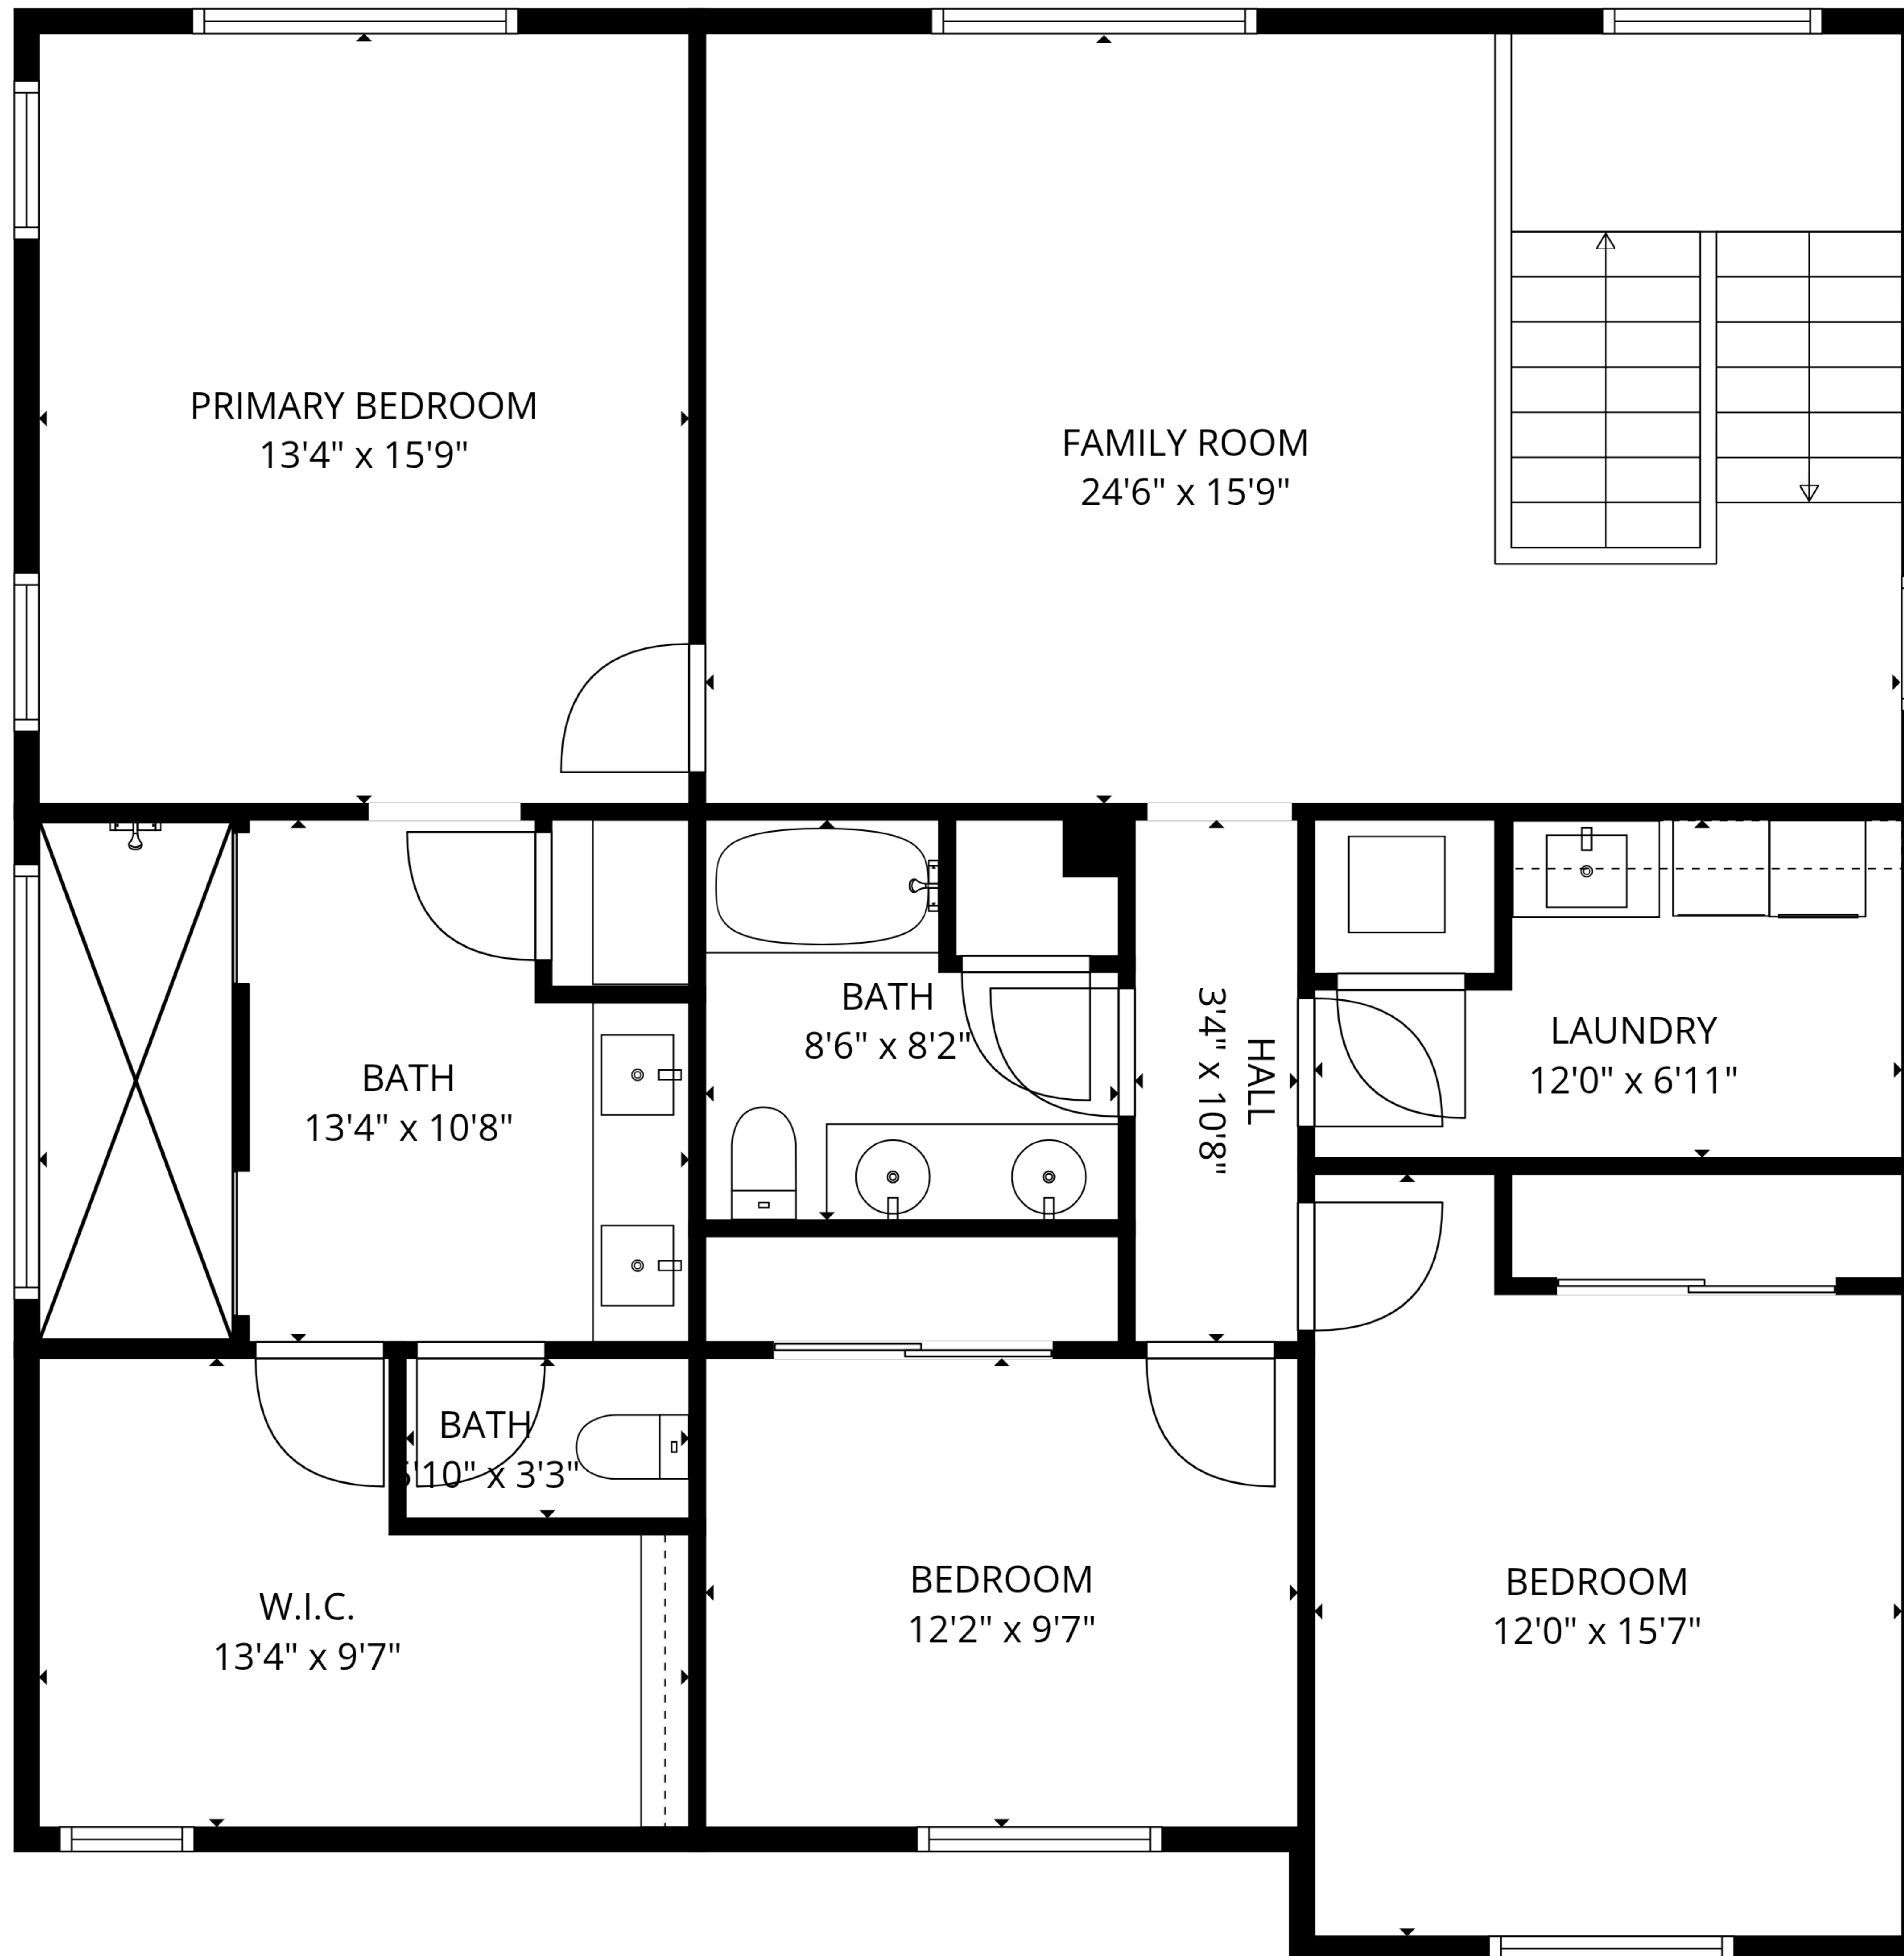 PRIMARY BEDROOM
13'4" x 15'9"
FAMILY ROOM
24'6" x 15'9"
BATH
13'4" x 10'8"
BATH
8'6" x 8'2"
HALL
3'4" x 10'8"
LAUNDRY
12'0" x 6'11"
BATH
5'10" x 3'3"
W.I.C.
13'4" x 9'7"
BEDROOM
12'2" x 9'7"
BEDROOM
12'0" x 15'7"